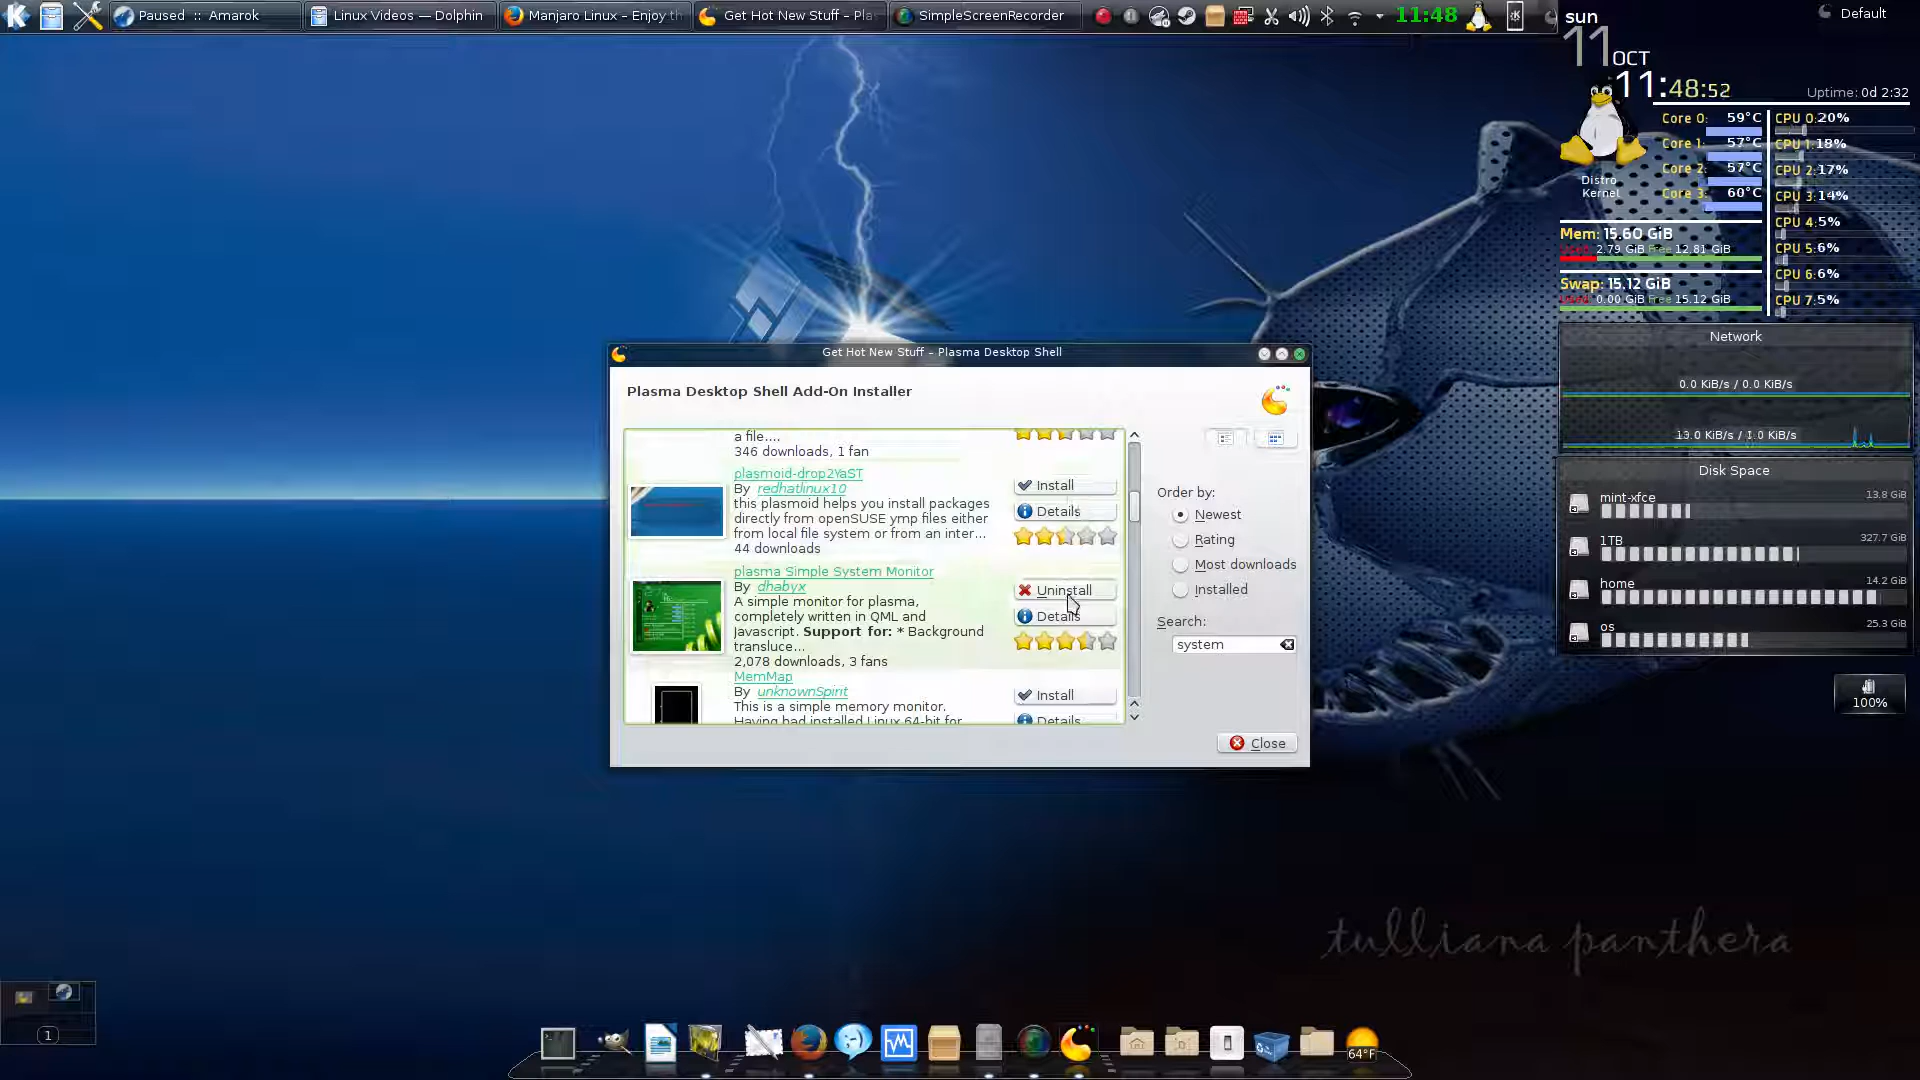 Paused :: Amarok
Linux Videos — Dolphin
Manjaro Linux – Enjoy th
Get Hot New Stuff – Plas
SimpleScreenRecorder
11:48
Default
sun
11 OCT
11:48:52
Uptime: 0d 2:32
Core 0: 59°C
Core 1: 57°C
Core 2: 57°C
Core 3: 60°C
CPU 0:20%
CPU 1:18%
CPU 2:17%
CPU 3:14%
CPU 4:5%
CPU 5:6%
CPU 6:6%
CPU 7:5%
Distro
Kernel
Mem: 15.60 GiB
Used: 2.79 GiB Free 12.81 GiB
Swap: 15.12 GiB
Used: 0.00 GiB Free 15.12 GiB
Network
0.0 KiB/s / 0.0 KiB/s
13.0 KiB/s / 1.0 KiB/s
Disk Space
mint-xfce 13.8 GiB
1TB 327.7 GiB
home 14.2 GiB
os 25.3 GiB
100%
Get Hot New Stuff – Plasma Desktop Shell
Plasma Desktop Shell Add-On Installer
a file....
346 downloads, 1 fan
plasmoid-drop2YaST
By redhatlinux10
this plasmoid helps you install packages
directly from openSUSE ymp files either
from local file system or from an inter...
44 downloads
Install
Details
plasma Simple System Monitor
By dhabyx
A simple monitor for plasma,
completely written in QML and
Javascript. Support for: * Background
transluce...
2,078 downloads, 3 fans
Uninstall
Details
MemMap
By unknownSpirit
This is a simple memory monitor.
Having had installed Linux 64-bit for
Install
Details
Order by:
Newest
Rating
Most downloads
Installed
Search:
system
Close
tulliana panthera
1
64°F